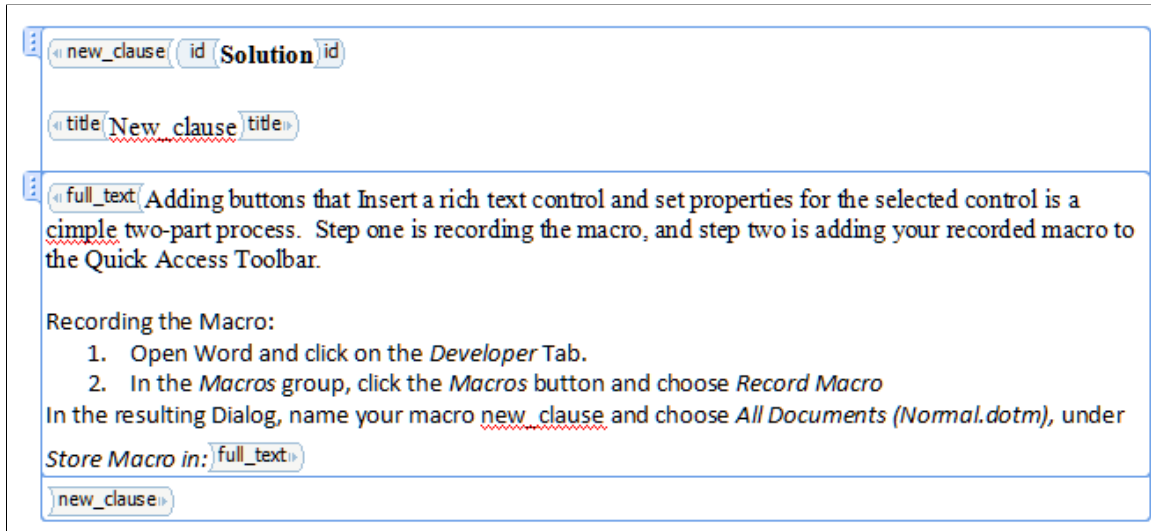 new_clause id Solution id
title New_clause title
full_text Adding buttons that Insert a rich text control and set properties for the selected control is a
cimple two-part process.  Step one is recording the macro, and step two is adding your recorded macro to
the Quick Access Toolbar.
Recording the Macro:
1. Open Word and click on the Developer Tab.
2. In the Macros group, click the Macros button and choose Record Macro
In the resulting Dialog, name your macro new_clause and choose All Documents (Normal.dotm), under
Store Macro in: full_text
new_clause